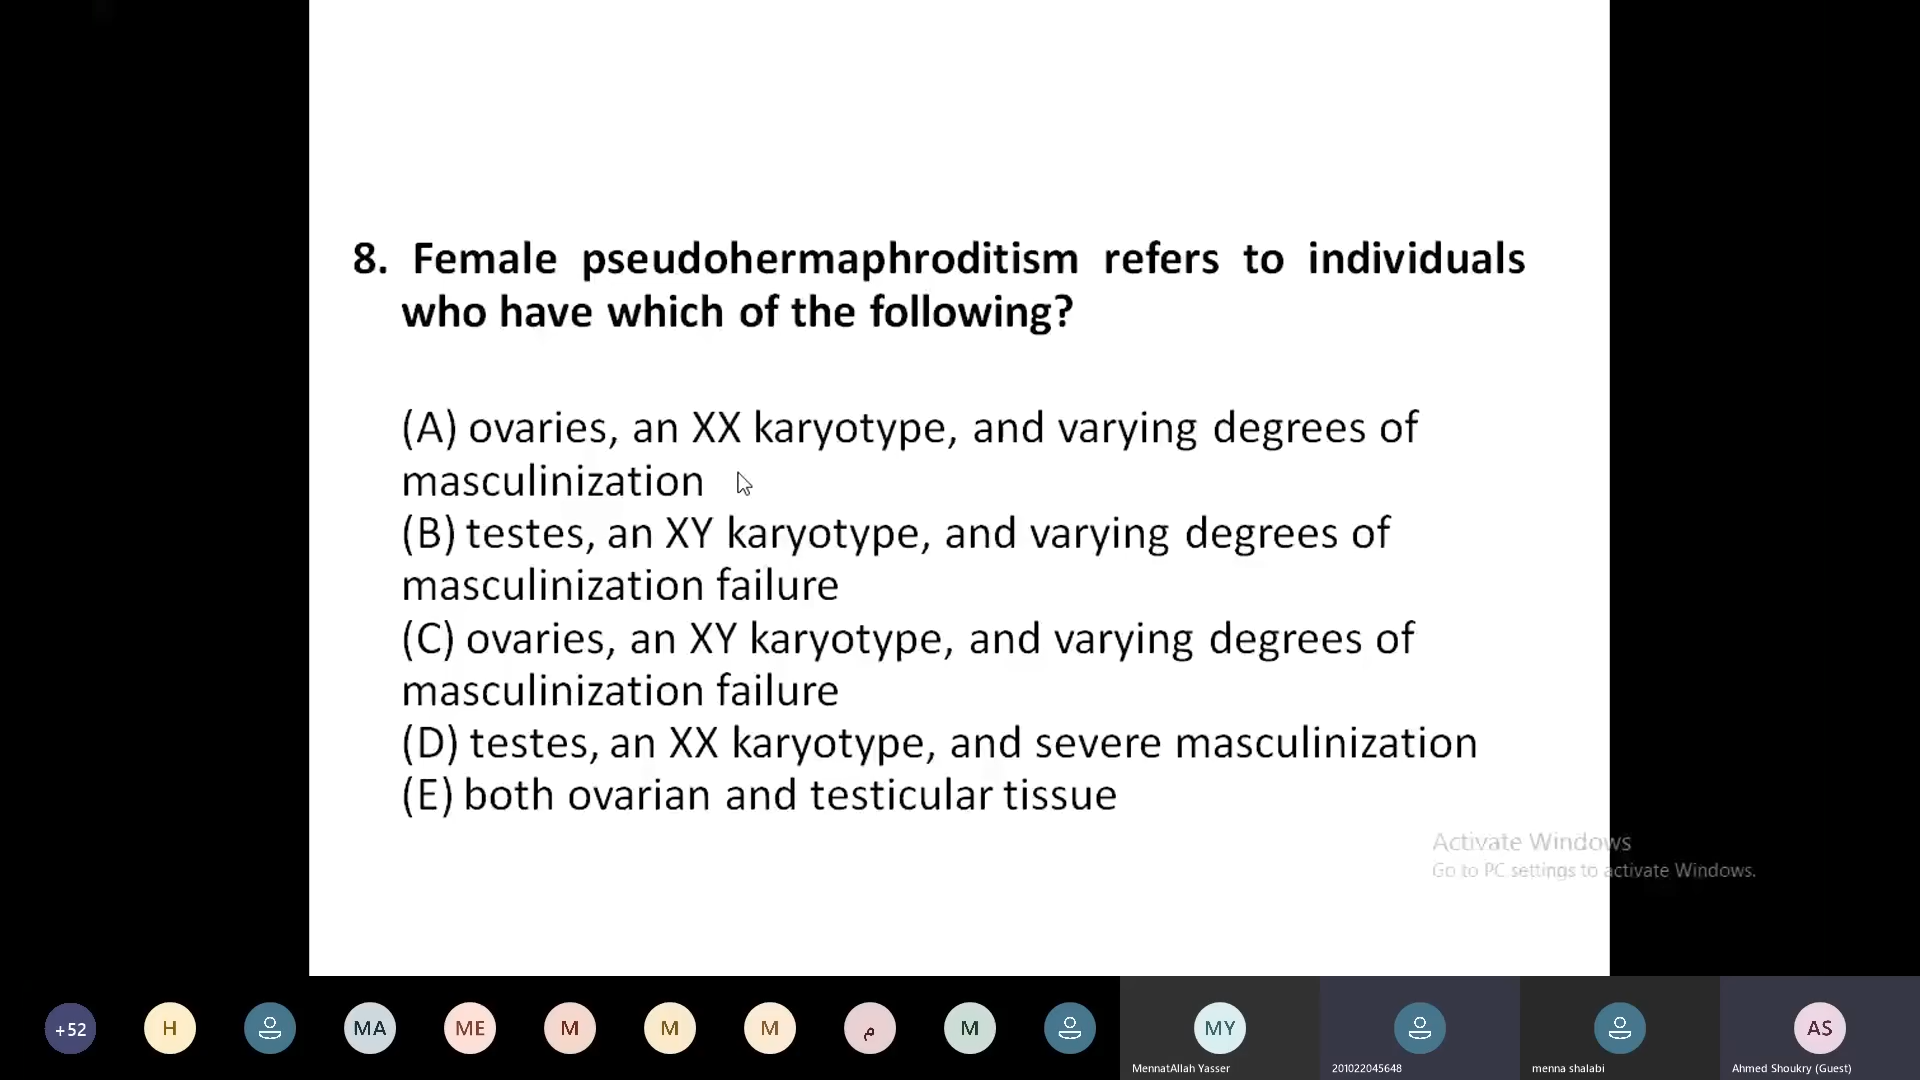 8. Female pseudohermaphroditism refers to individuals
who have which of the following?
(A) ovaries, an XX karyotype, and varying degrees of
masculinization
(B) testes, an XY karyotype, and varying degrees of
masculinization failure
(C) ovaries, an XY karyotype, and varying degrees of
masculinization failure
(D) testes, an XX karyotype, and severe masculinization
(E) both ovarian and testicular tissue
Activate Windows
Go to PC settings to activate Windows.
+52 H MA ME M M M م M MY AS
MennatAllah Yasser 201022045648 menna shalabi Ahmed Shoukry (Guest)